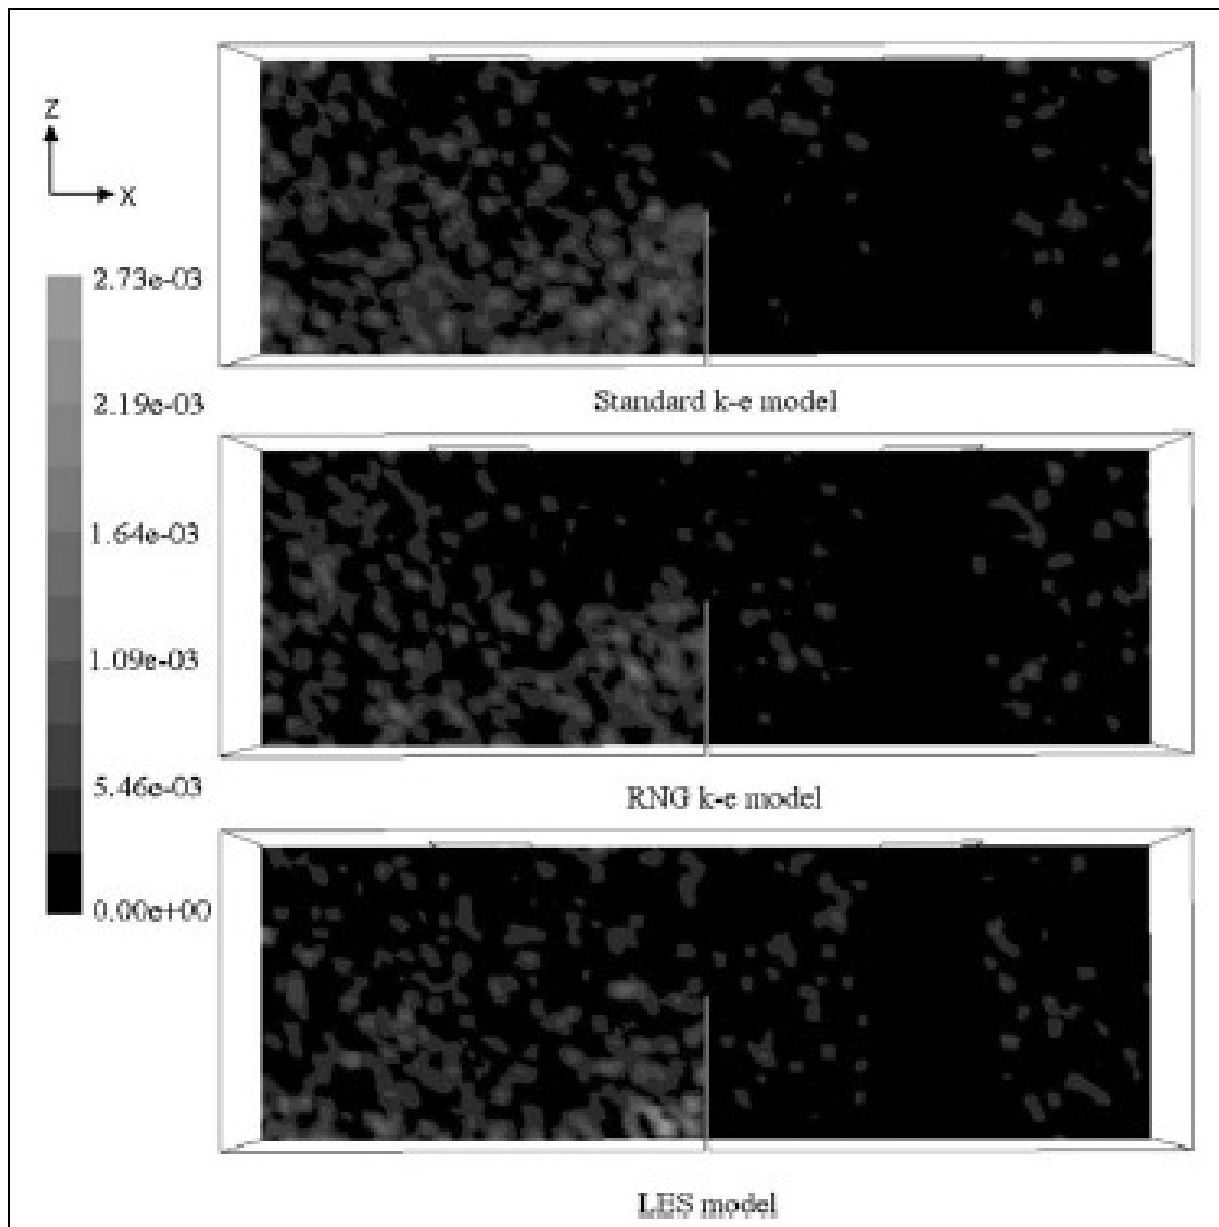 Z
X
2.73e-03
2.19e-03
1.64e-03
1.09e-03
5.46e-03
0.00e+00
Standard k-e model
RNG k-e model
LES model